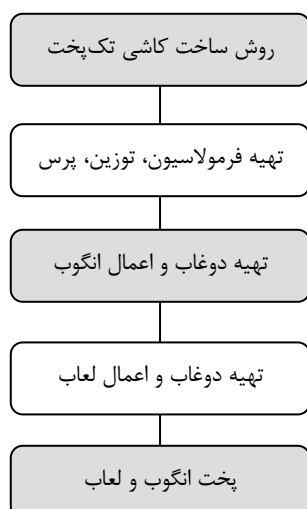 روش ساخت کاشی تک‌پخت
تهیه فرمولاسیون، توزین، پرس
تهیه دوغاب و اعمال انگوب
تهیه دوغاب و اعمال لعاب
پخت انگوب و لعاب